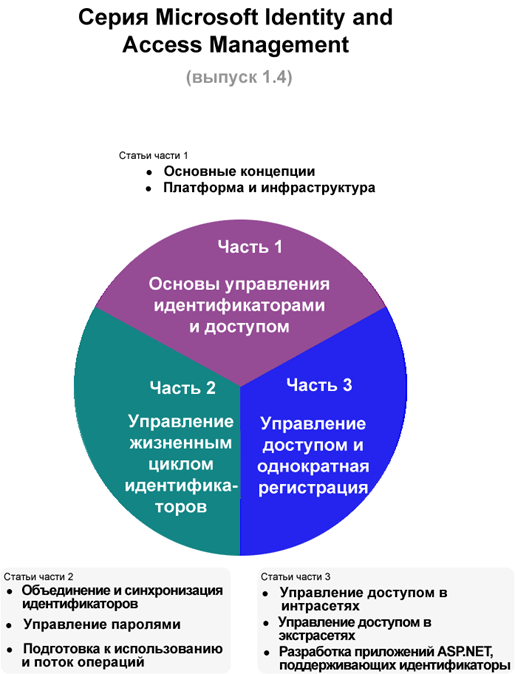 Серия Microsoft Identity and
Access Management
(выпуск 1.4)
Статьи части 1
• Основные концепции
• Платформа и инфраструктура
Часть 1
Основы управления
идентификаторами
и доступом
Часть 2
Управление
жизненным
циклом
идентифика-
торов
Часть 3
Управление
доступом и
однократная
регистрация
Статьи части 2
• Объединение и синхронизация
идентификаторов
• Управление паролями
• Подготовка к использованию
и поток операций
Статьи части 3
• Управление доступом в
интрасетях
• Управление доступом в
экстрасетях
• Разработка приложений ASP.NET,
поддерживающих идентификаторы